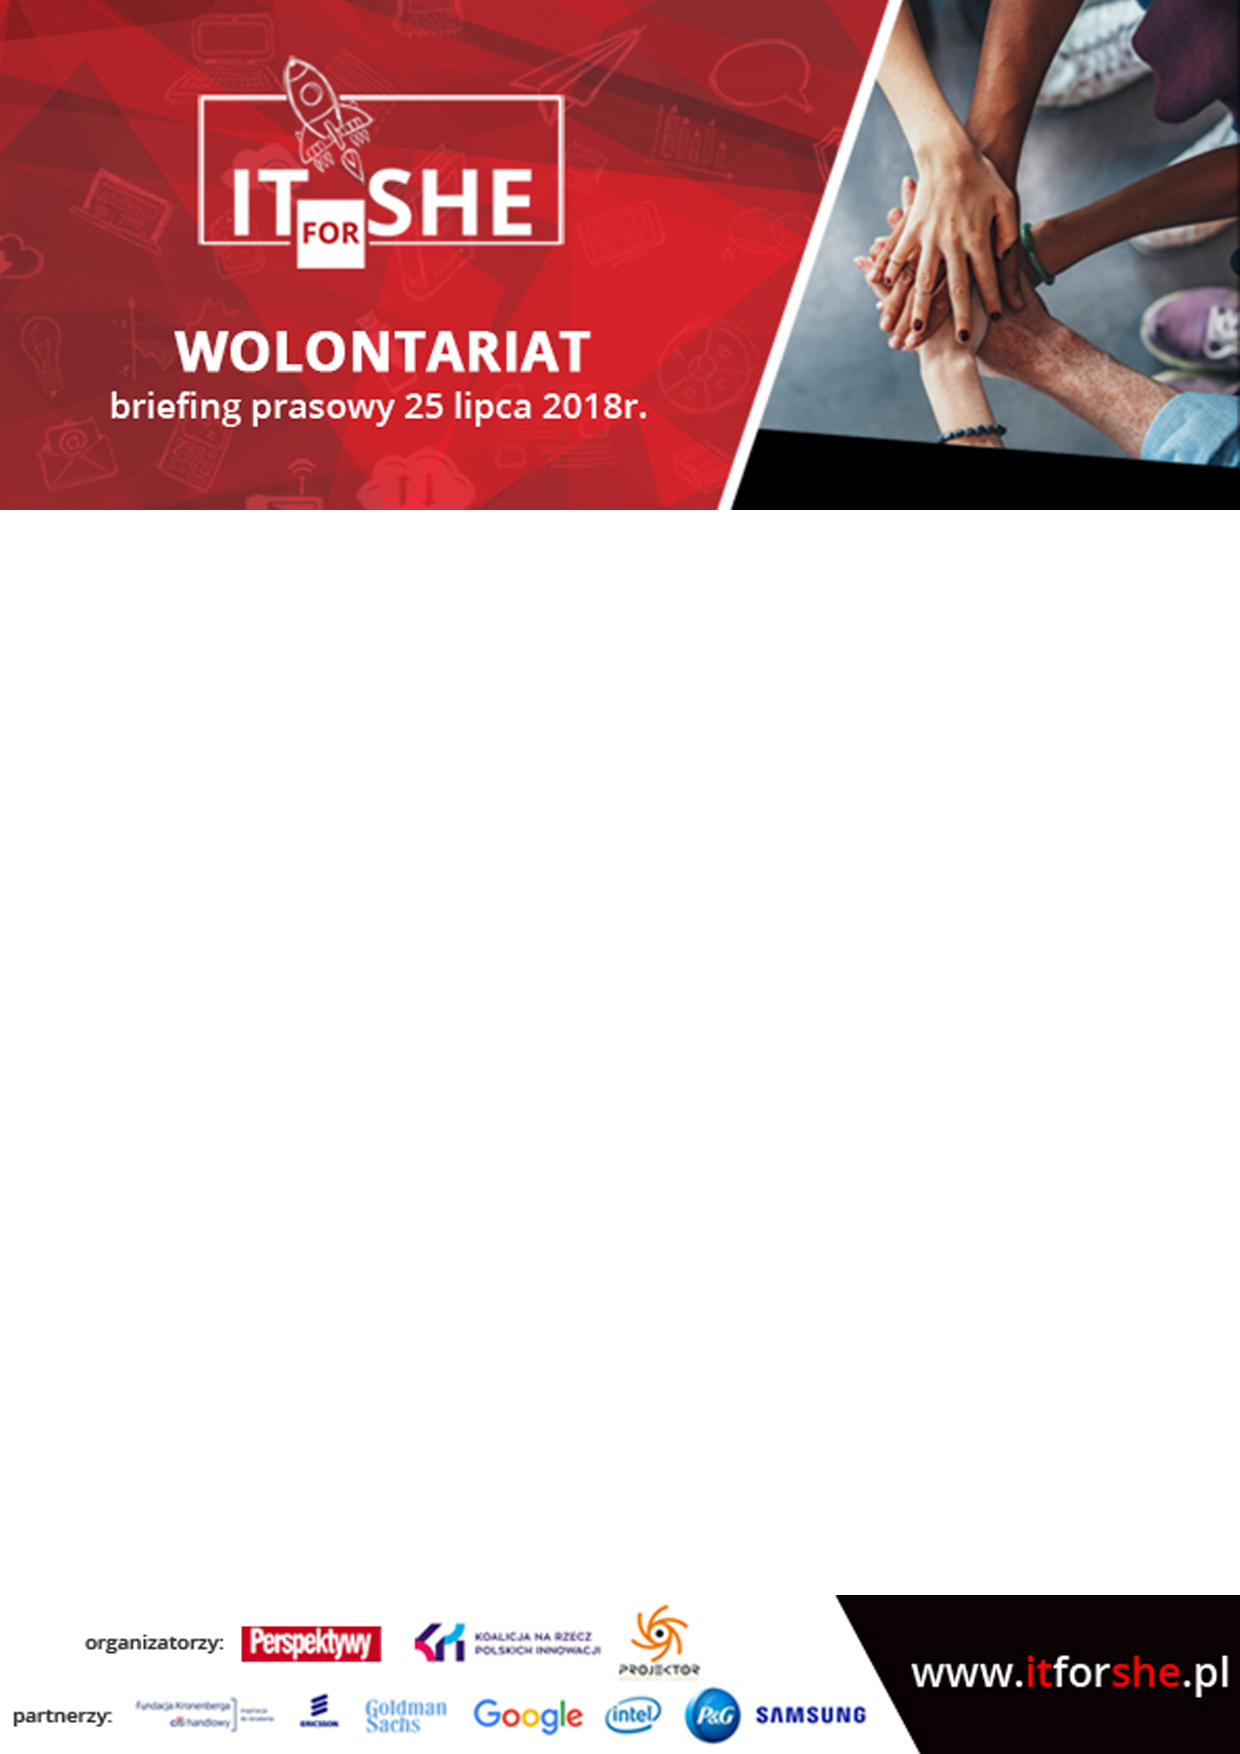 IT FOR SHE
WOLONTARIAT
briefing prasowy 25 lipca 2018r.
organizatorzy:
Perspektywy
KOALICJA NA RZECZ
POLSKICH INNOWACJI
PROJEKTOR
partnerzy:
Fundacja Kronenberga
citi handlowy
ERICSSON
Goldman
Sachs
Google
intel
P&G
SAMSUNG
www.itforshe.pl